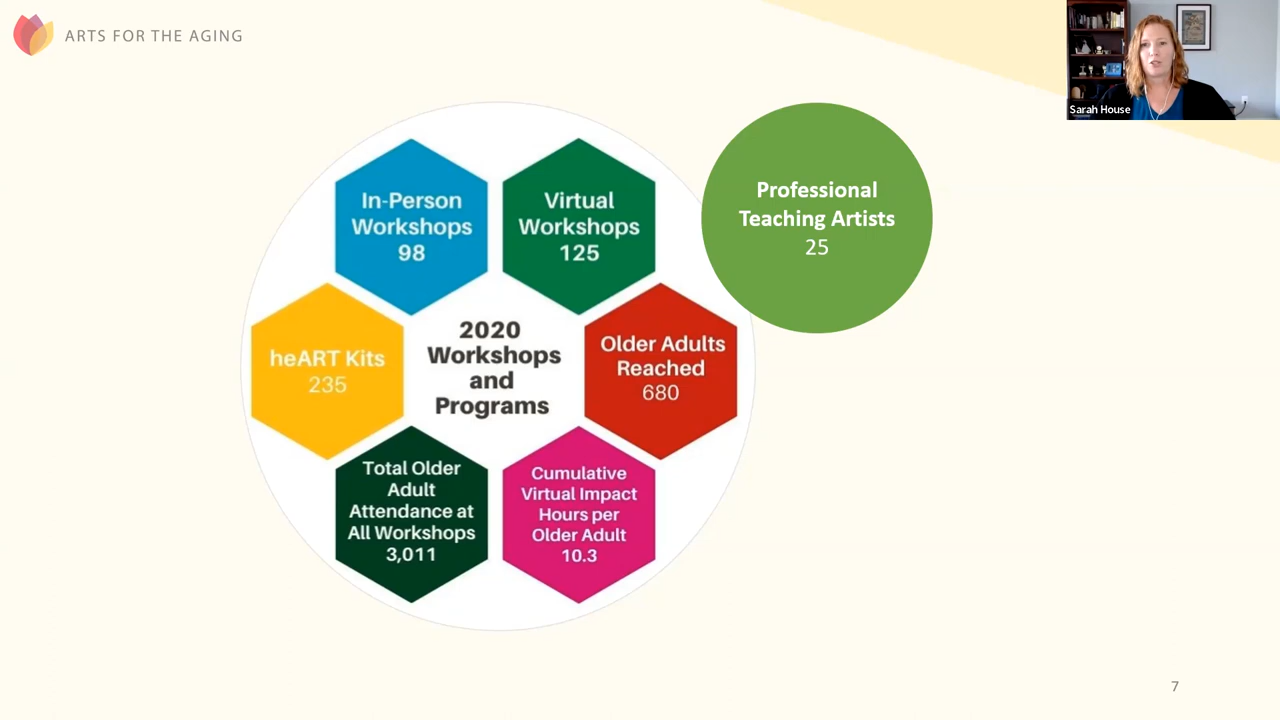 ARTS FOR THE AGING
Sarah House
In-Person
Workshops
98
Virtual
Workshops
125
Professional
Teaching Artists
25
heART Kits
235
2020
Workshops
and
Programs
Older Adults
Reached
680
Total Older
Adult
Attendance at
All Workshops
3,011
Cumulative
Virtual Impact
Hours per
Older Adult
10.3
7